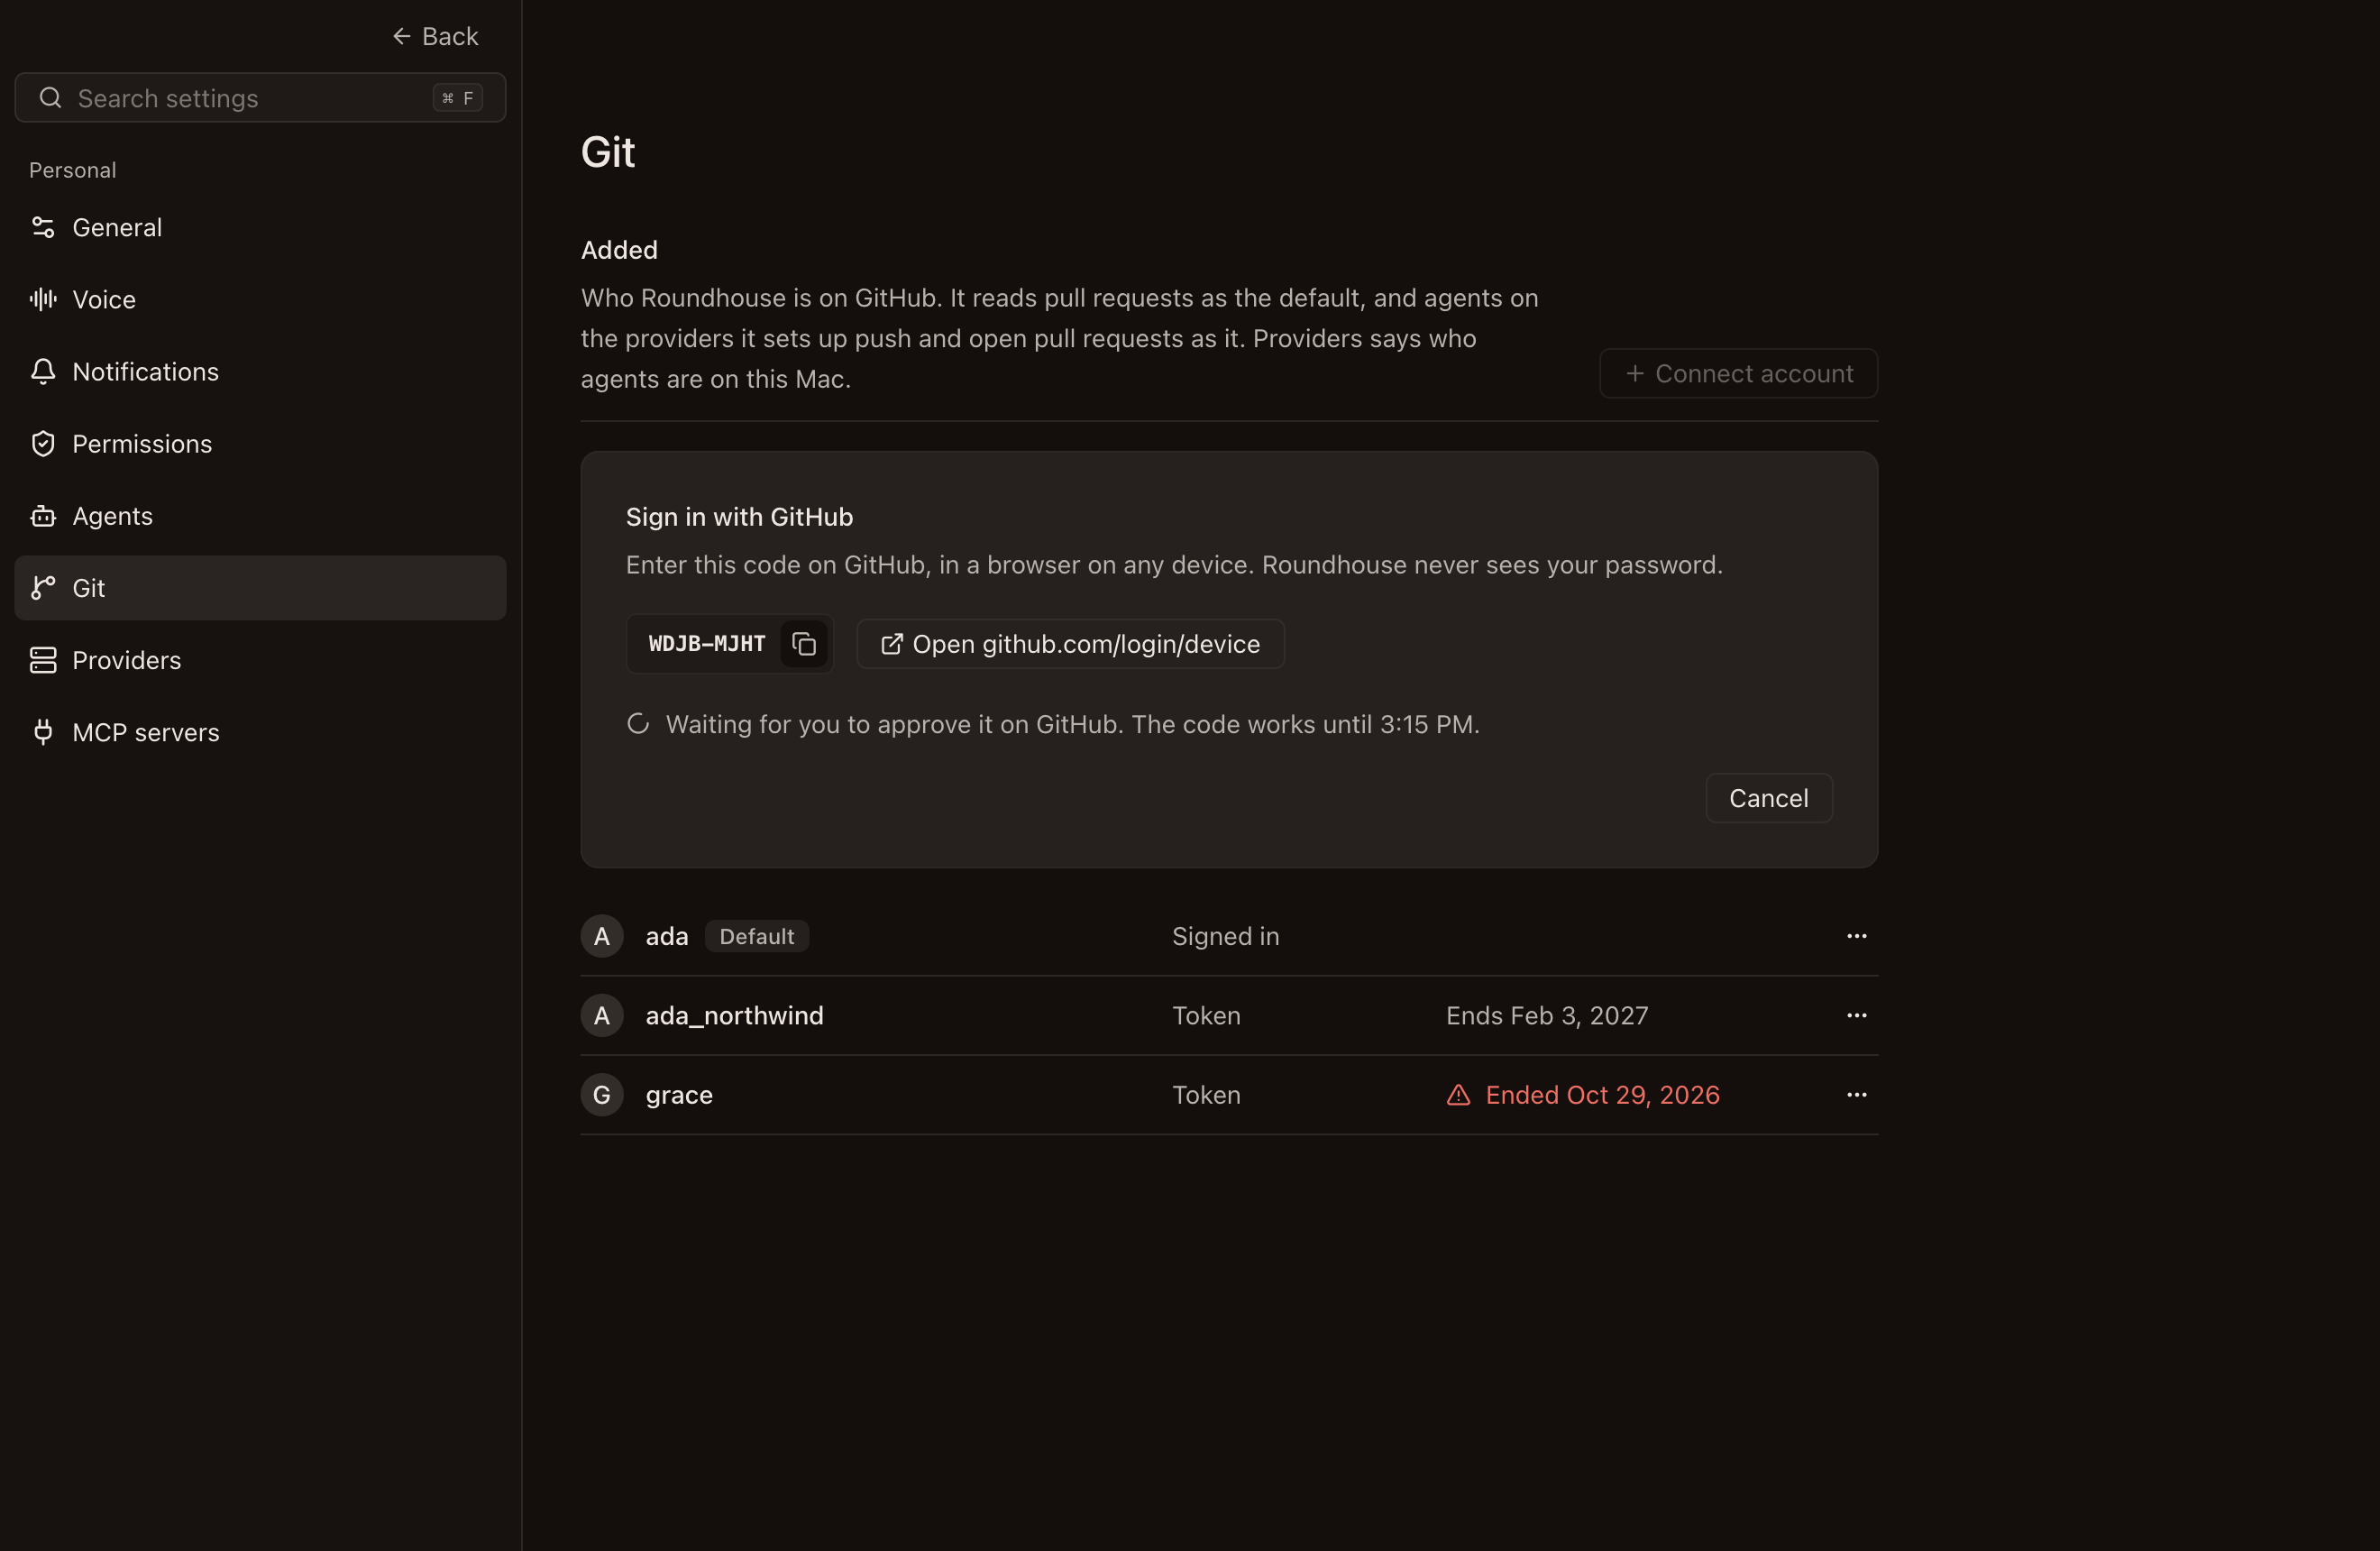 Back
Search settings
⌘ F
Personal
General
Voice
Notifications
Permissions
Agents
Git
Providers
MCP servers
Git
Added
Who Roundhouse is on GitHub. It reads pull requests as the default, and agents on
the providers it sets up push and open pull requests as it. Providers says who
agents are on this Mac.
Connect account
Sign in with GitHub
Enter this code on GitHub, in a browser on any device. Roundhouse never sees your password.
WDJB-MJHT
Open github.com/login/device
Waiting for you to approve it on GitHub. The code works until 3:15 PM.
Cancel
A ada Default Signed in
A ada_northwind Token Ends Feb 3, 2027
G grace Token Ended Oct 29, 2026